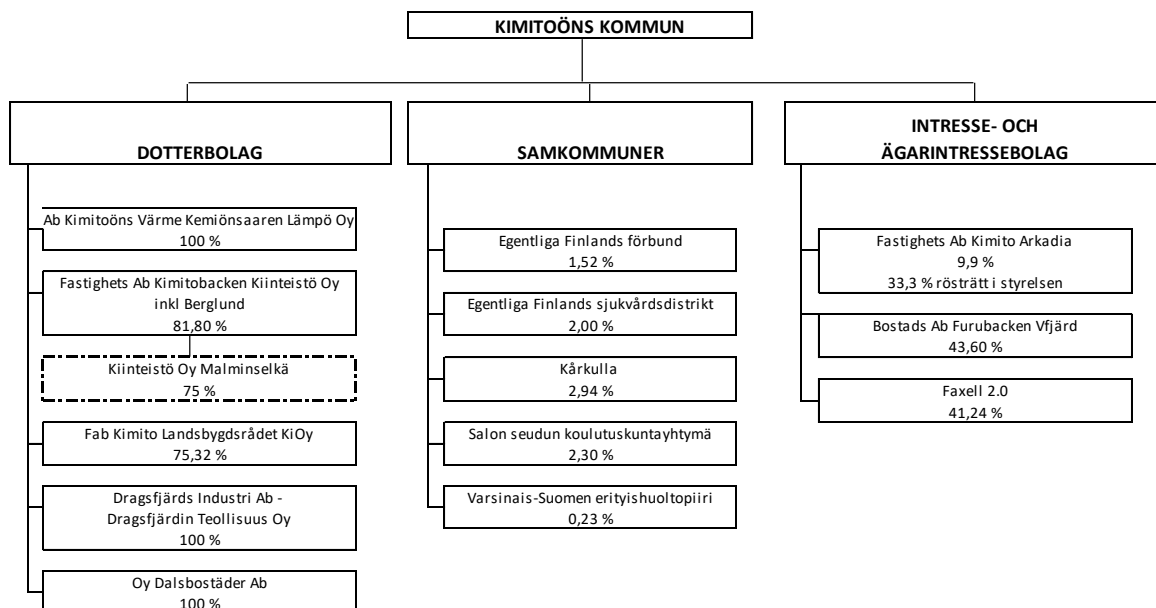 KIMITOÖNS KOMMUN
DOTTERBOLAG
Ab Kimitoöns Värme Kemiönsaaren Lämpö Oy
100 %
Fastighets Ab Kimitobacken Kiinteistö Oy
inkl Berglund
81,80 %
Kiinteistö Oy Malminselkä
75 %
Fab Kimito Landsbygdsrådet KiOy
75,32 %
Dragsfjärds Industri Ab -
Dragsfjärdin Teollisuus Oy
100 %
Oy Dalsbostäder Ab
100 %
SAMKOMMUNER
Egentliga Finlands förbund
1,52 %
Egentliga Finlands sjukvårdsdistrikt
2,00 %
Kårkulla
2,94 %
Salon seudun koulutuskuntayhtymä
2,30 %
Varsinais-Suomen erityishuoltopiiri
0,23 %
INTRESSE- OCH
ÄGARINTRESSEBOLAG
Fastighets Ab Kimito Arkadia
9,9 %
33,3 % rösträtt i styrelsen
Bostads Ab Furubacken Vfjärd
43,60 %
Faxell 2.0
41,24 %